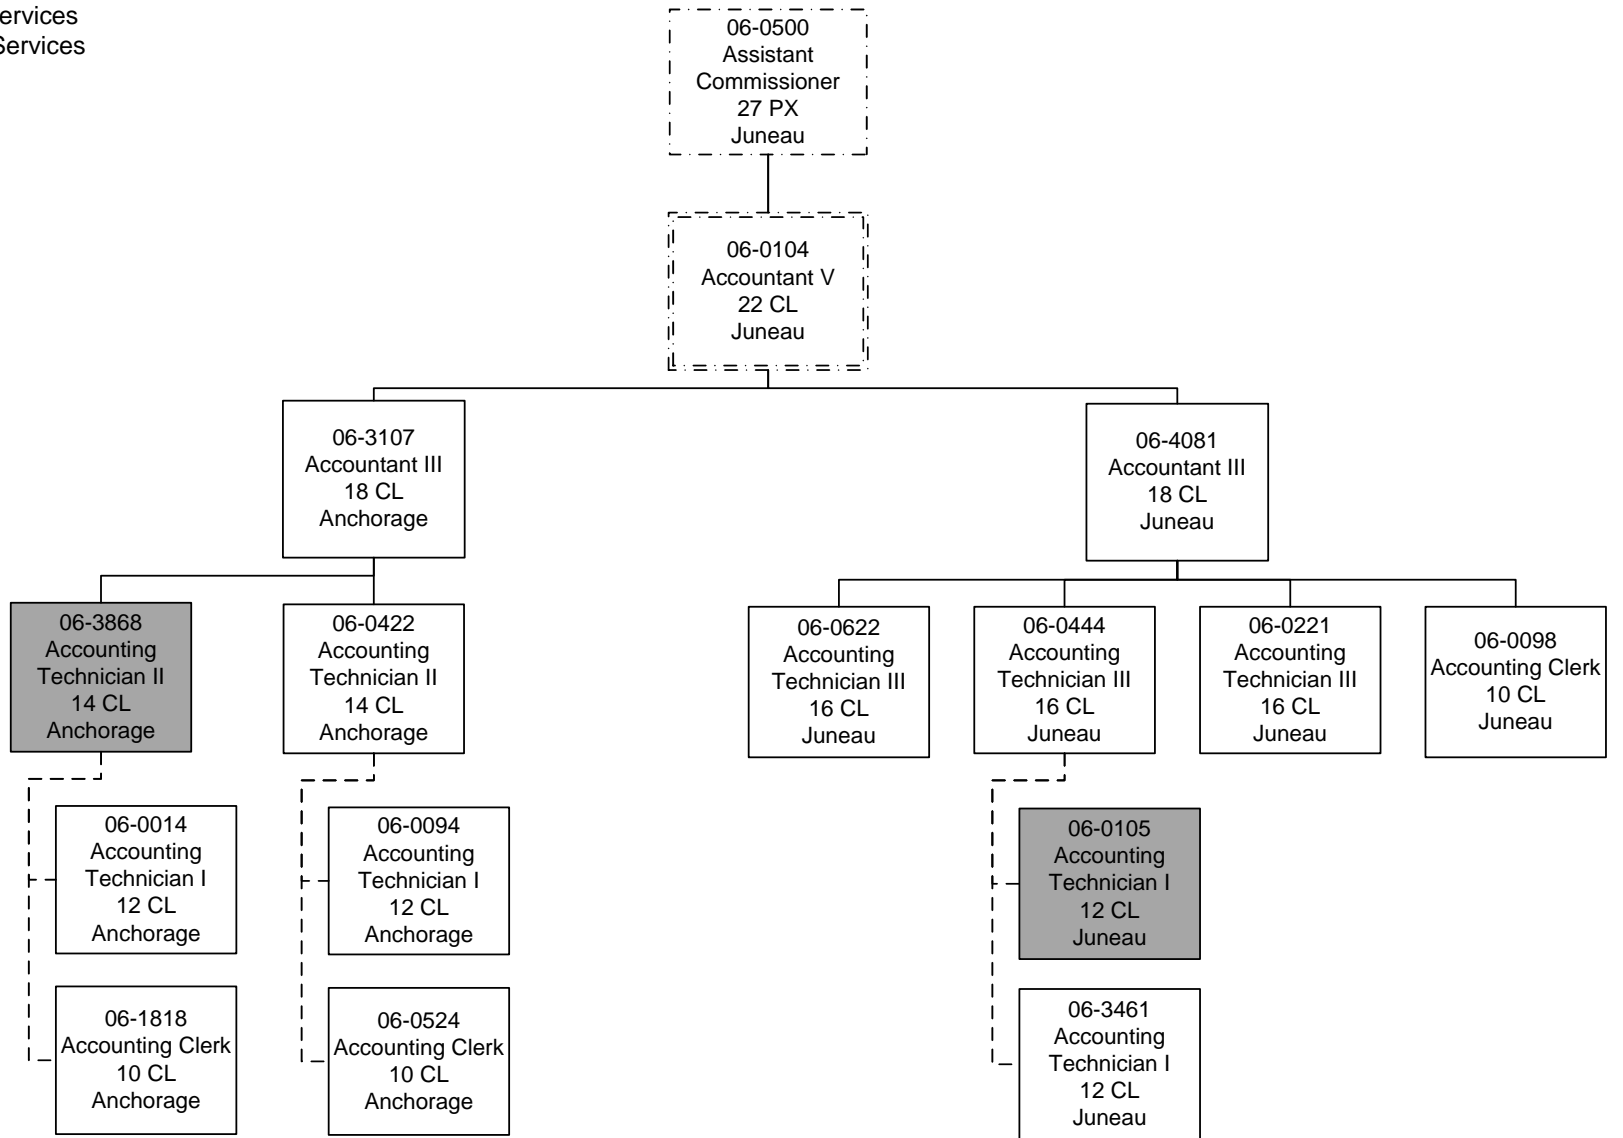 ervices
Services
06-0500
Assistant
Commissioner
27 PX
Juneau
06-0104
Accountant V
22 CL
Juneau
06-3107
Accountant III
18 CL
Anchorage
06-4081
Accountant III
18 CL
Juneau
06-3868
Accounting
Technician II
14 CL
Anchorage
06-0422
Accounting
Technician II
14 CL
Anchorage
06-0622
Accounting
Technician III
16 CL
Juneau
06-0444
Accounting
Technician III
16 CL
Juneau
06-0221
Accounting
Technician III
16 CL
Juneau
06-0098
Accounting Clerk
10 CL
Juneau
06-0014
Accounting
Technician I
12 CL
Anchorage
06-0094
Accounting
Technician I
12 CL
Anchorage
06-0105
Accounting
Technician I
12 CL
Juneau
06-1818
Accounting Clerk
10 CL
Anchorage
06-0524
Accounting Clerk
10 CL
Anchorage
06-3461
Accounting
Technician I
12 CL
Juneau